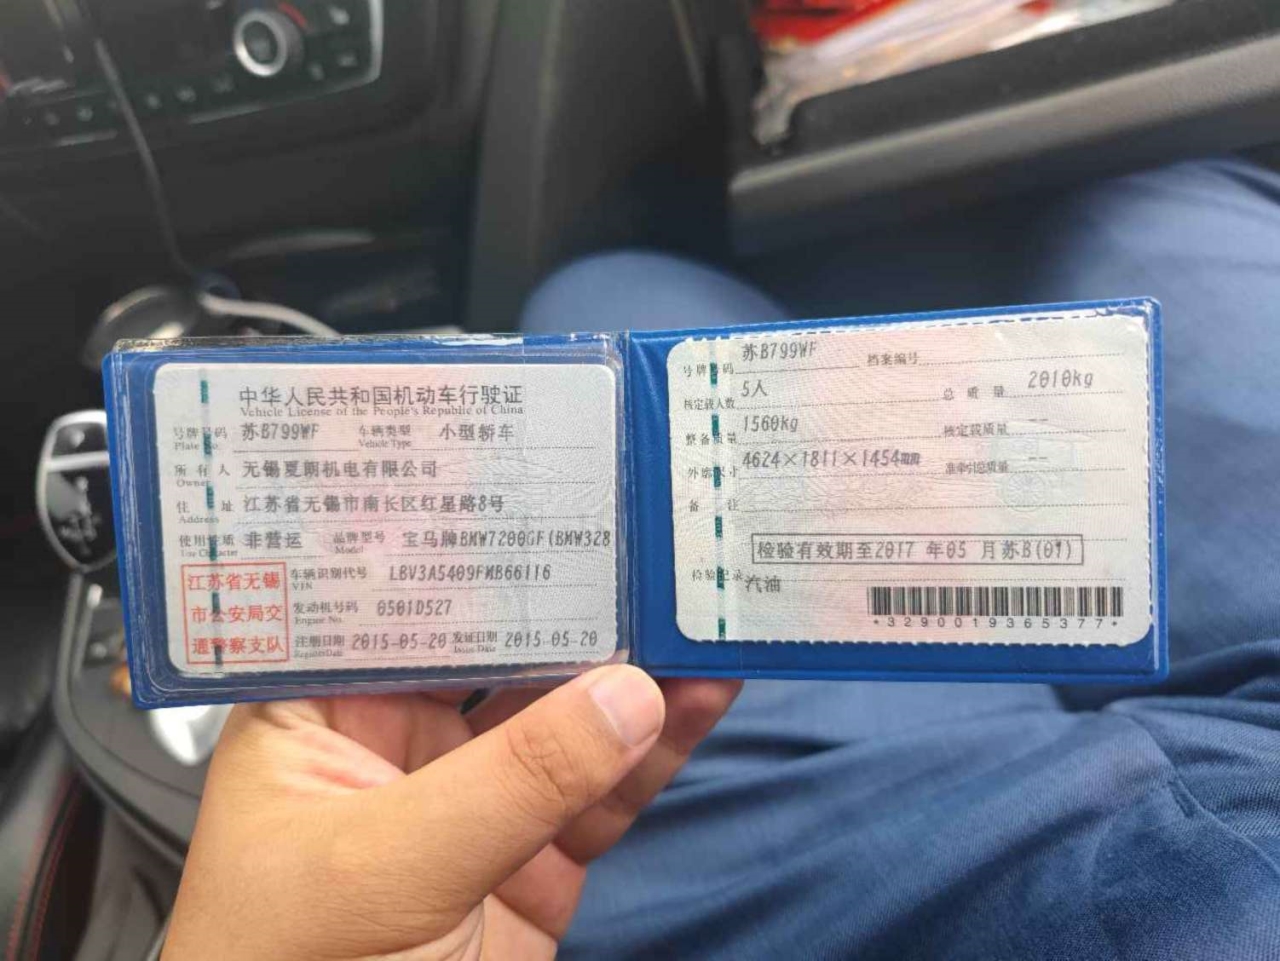 中华人民共和国机动车行驶证
Vehicle License of the People's Republic of China
号牌号码 苏B799WF 车辆类型 小型轿车
Plate No. Vehicle Type
所有人 无锡夏朗机电有限公司
Owner
住址 江苏省无锡市南长区红星路8号
Address
使用性质 非营运 品牌型号 宝马牌BMW7200GF(BMW328
Use Character Model
江苏省无锡
市公安局交
通警察支队
车辆识别代号 LBV3A5409FMB66116
VIN
发动机号码 0501D527
Engine No.
注册日期 2015-05-20 发证日期 2015-05-20
Register Date Issue Date
号牌号码 苏B799WF 档案编号
核定载人数 5人 总质量 2010kg
整备质量 1560kg 核定载质量 --
外廓尺寸 4624×1811×1454mm 准牵引总质量 --
备注
检验有效期至2017 年05 月苏B(01)
检验记录 汽油
*3290019365377*